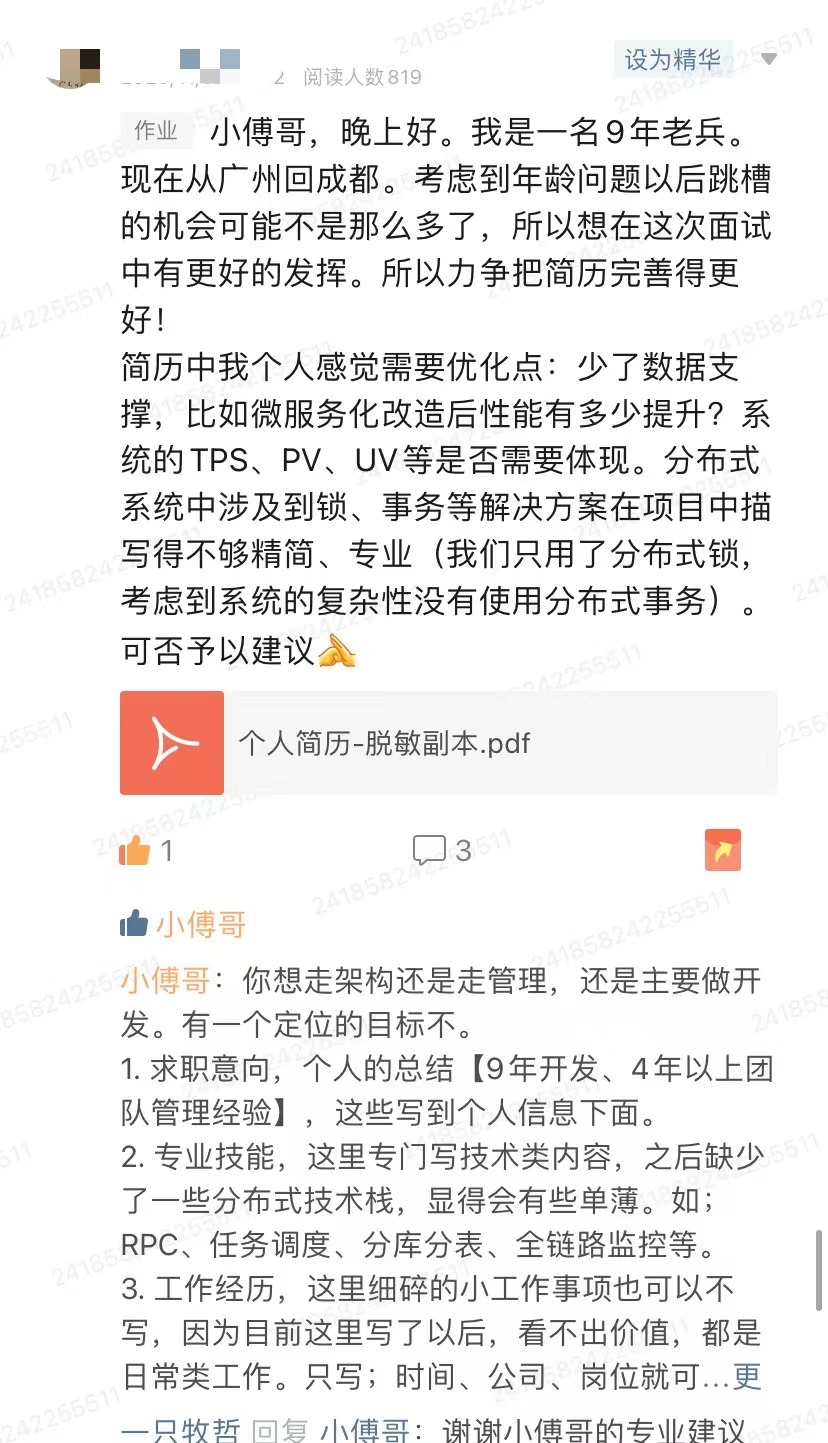 2 阅读人数819
设为精华
作业 小傅哥，晚上好。我是一名9年老兵。
现在从广州回成都。考虑到年龄问题以后跳槽
的机会可能不是那么多了，所以想在这次面试
中有更好的发挥。所以力争把简历完善得更
好！
简历中我个人感觉需要优化点：少了数据支
撑，比如微服务化改造后性能有多少提升？系
统的TPS、PV、UV等是否需要体现。分布式
系统中涉及到锁、事务等解决方案在项目中描
写得不够精简、专业（我们只用了分布式锁，
考虑到系统的复杂性没有使用分布式事务）。
可否予以建议
个人简历-脱敏副本.pdf
1
3
小傅哥
小傅哥：你想走架构还是走管理，还是主要做开
发。有一个定位的目标不。
1. 求职意向，个人的总结【9年开发、4年以上团
队管理经验】，这些写到个人信息下面。
2. 专业技能，这里专门写技术类内容，之后缺少
了一些分布式技术栈，显得会有些单薄。如；
RPC、任务调度、分库分表、全链路监控等。
3. 工作经历，这里细碎的小工作事项也可以不
写，因为目前这里写了以后，看不出价值，都是
日常类工作。只写；时间、公司、岗位就可...更
一只牧哲 回复 小傅哥：谢谢小傅哥的专业建议
241858242255511